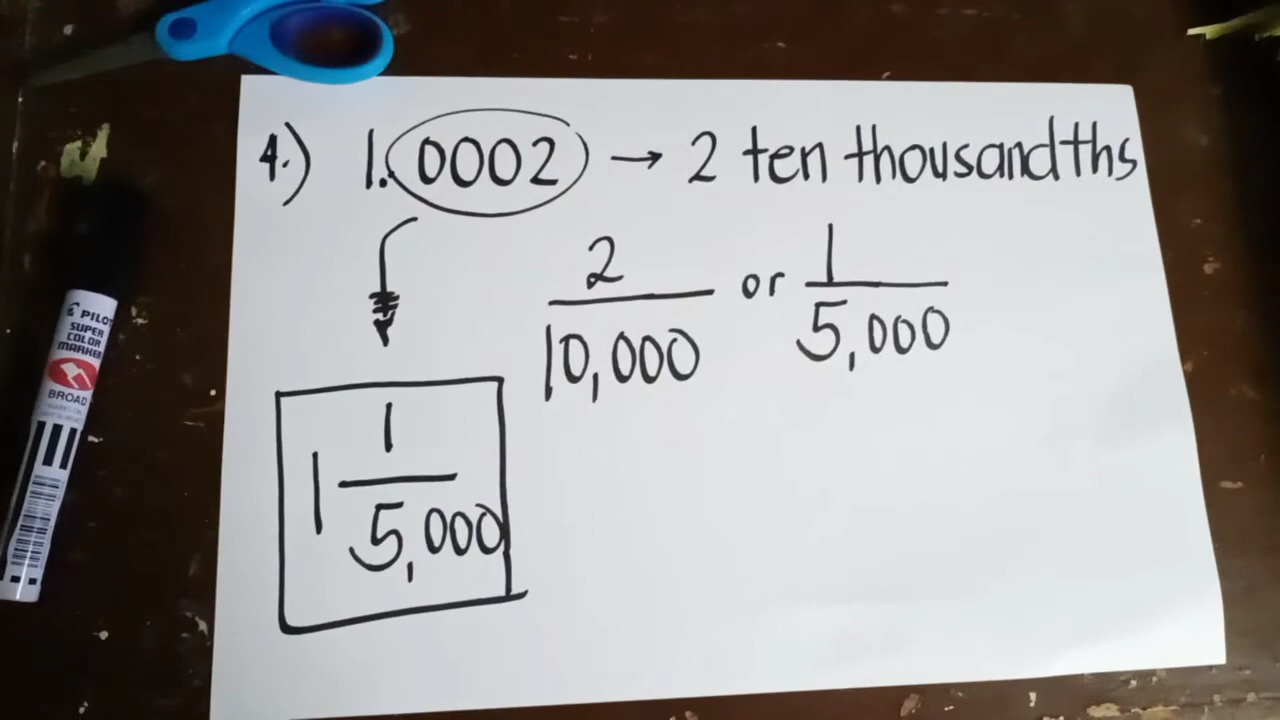 4.) 1.0002 → 2 ten thousandths
2/10,000 or 1/5,000
1 1/5,000
PILOT
SUPER
COLOR
MARKER
BROAD